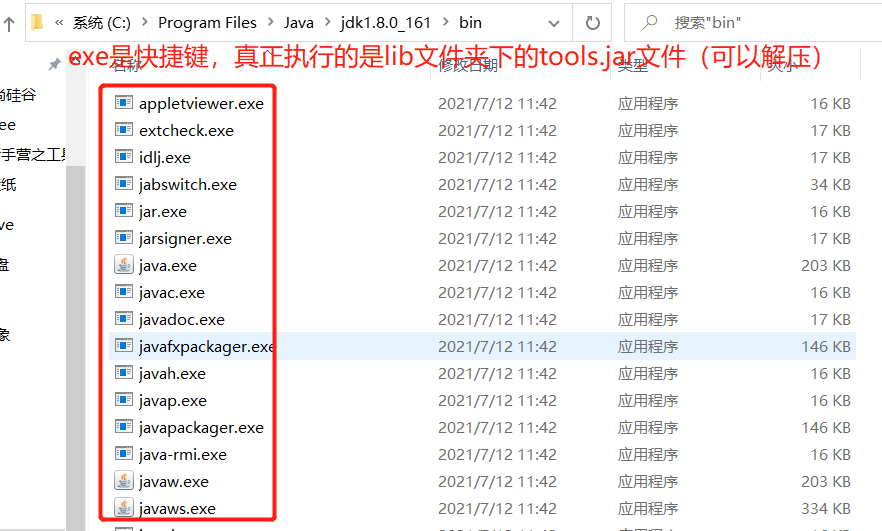 « 系统 (C:) › Program Files › Java › jdk1.8.0_161 › bin
搜索"bin"
exe是快捷键，真正执行的是lib文件夹下的tools.jar文件（可以解压）
名称 修改日期 类型 大小
appletviewer.exe 2021/7/12 11:42 应用程序 16 KB
extcheck.exe 2021/7/12 11:42 应用程序 17 KB
idlj.exe 2021/7/12 11:42 应用程序 17 KB
jabswitch.exe 2021/7/12 11:42 应用程序 34 KB
jar.exe 2021/7/12 11:42 应用程序 16 KB
jarsigner.exe 2021/7/12 11:42 应用程序 17 KB
java.exe 2021/7/12 11:42 应用程序 203 KB
javac.exe 2021/7/12 11:42 应用程序 16 KB
javadoc.exe 2021/7/12 11:42 应用程序 17 KB
javafxpackager.exe 2021/7/12 11:42 应用程序 146 KB
javah.exe 2021/7/12 11:42 应用程序 16 KB
javap.exe 2021/7/12 11:42 应用程序 16 KB
javapackager.exe 2021/7/12 11:42 应用程序 146 KB
java-rmi.exe 2021/7/12 11:42 应用程序 16 KB
javaw.exe 2021/7/12 11:42 应用程序 203 KB
javaws.exe 2021/7/12 11:42 应用程序 334 KB
尚硅谷
ee
手营之工具
纸
ve
盘
象